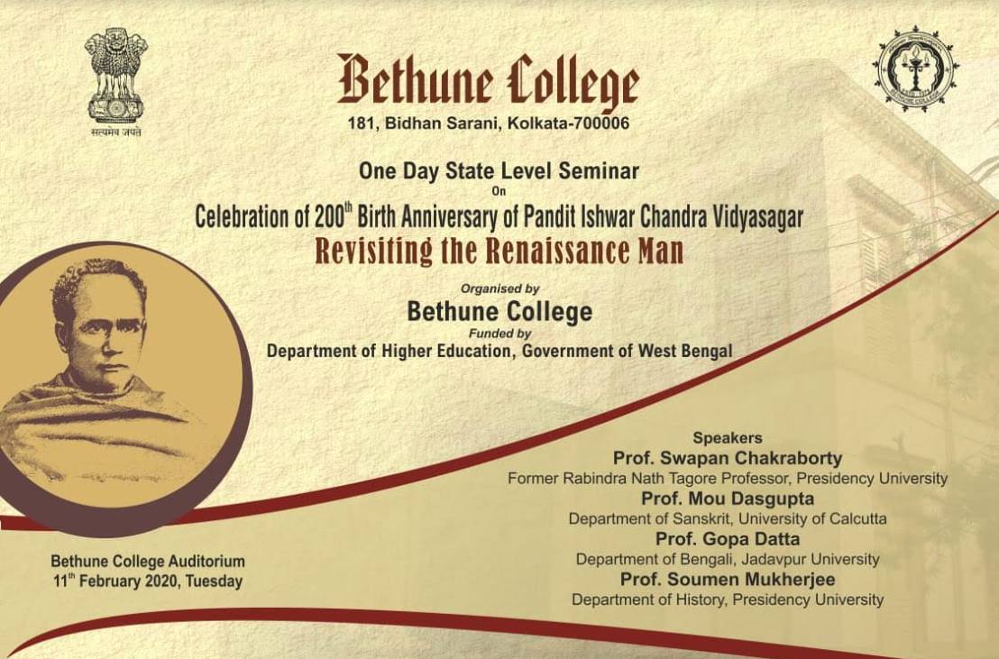 सत्यमेव जयते
Bethune College
181, Bidhan Sarani, Kolkata-700006
One Day State Level Seminar
On
Celebration of 200th Birth Anniversary of Pandit Ishwar Chandra Vidyasagar
Revisiting the Renaissance Man
Organised by
Bethune College
Funded by
Department of Higher Education, Government of West Bengal
Speakers
Prof. Swapan Chakraborty
Former Rabindra Nath Tagore Professor, Presidency University
Prof. Mou Dasgupta
Department of Sanskrit, University of Calcutta
Prof. Gopa Datta
Department of Bengali, Jadavpur University
Prof. Soumen Mukherjee
Department of History, Presidency University
Bethune College Auditorium
11th February 2020, Tuesday
BETHUNE COLLEGE